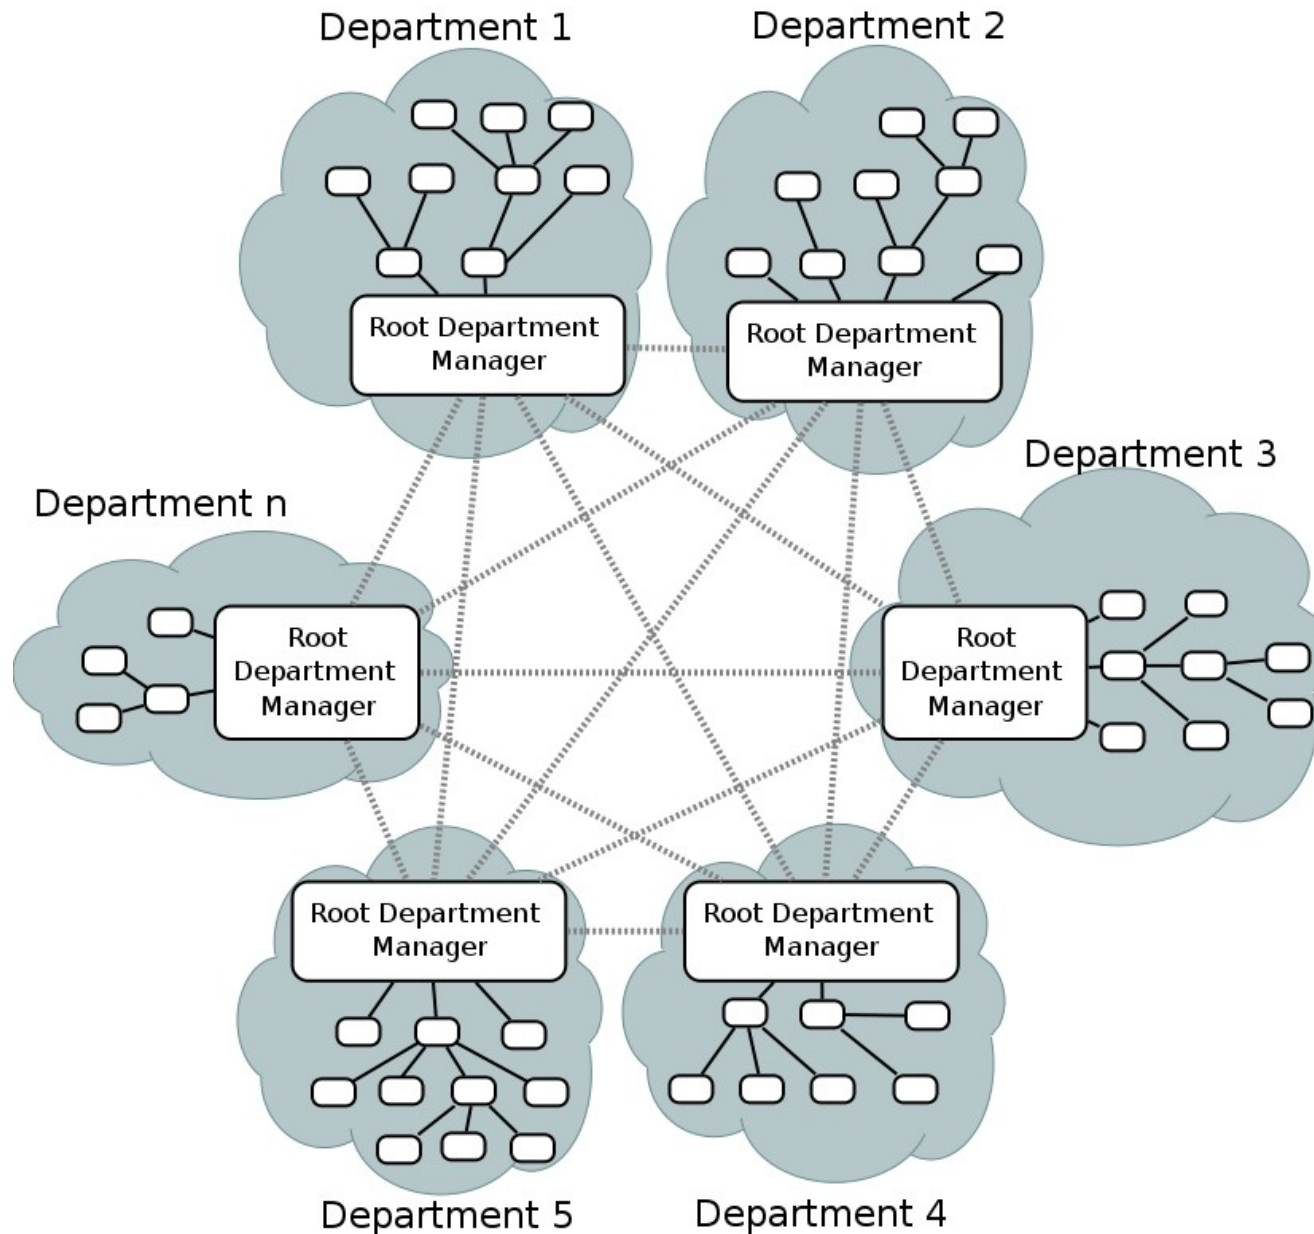 Department 1
Department 2
Root Department
Manager
Root Department
Manager
Department 3
Department n
Root
Department
Manager
Root
Department
Manager
Root Department
Manager
Root Department
Manager
Department 5
Department 4